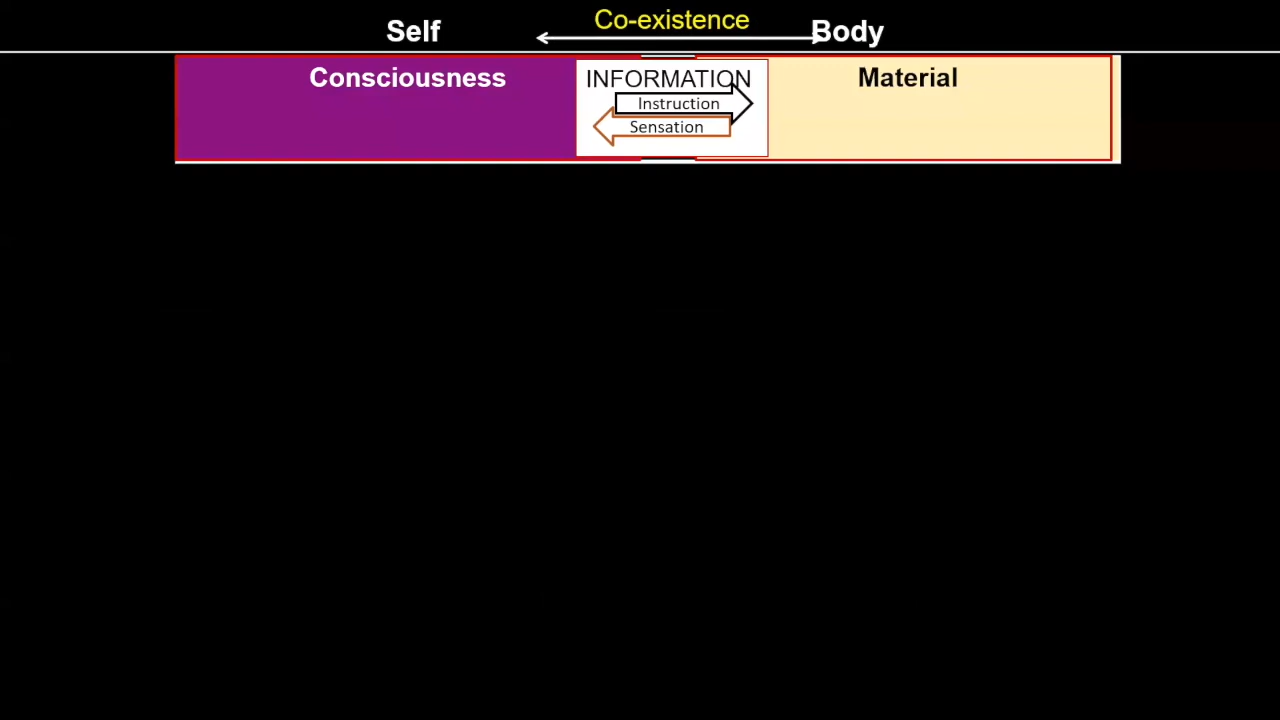 Self
Co-existence
Body
Consciousness
INFORMATION
Instruction
Sensation
Material